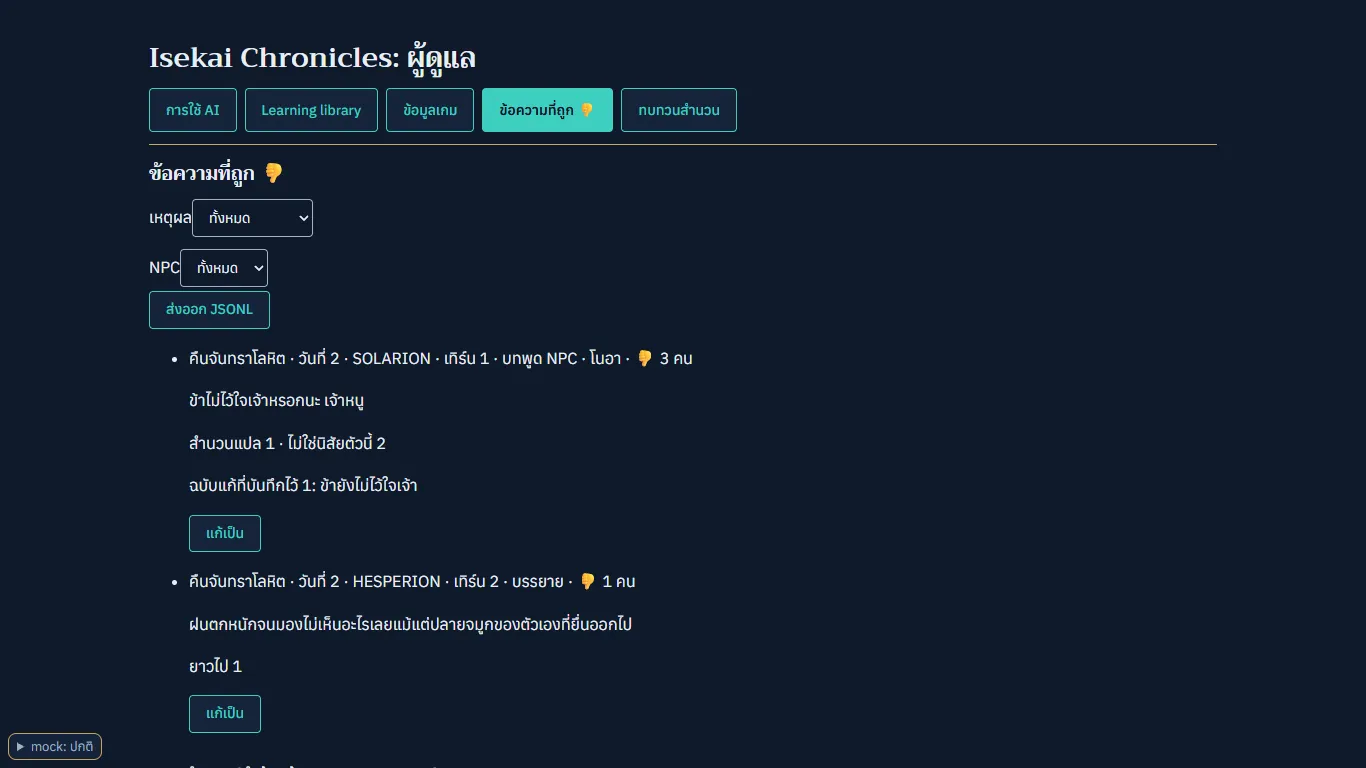 Isekai Chronicles: ผู้ดูแล
การใช้ AI
Learning library
ข้อมูลเกม
ข้อความที่ถูก 👎
ทบทวนสำนวน
ข้อความที่ถูก 👎
เหตุผล ทั้งหมด
NPC ทั้งหมด
ส่งออก JSONL
• คืนจันทราโลหิต · วันที่ 2 · SOLARION · เทิร์น 1 · บทพูด NPC · โนอา · 👎 3 คน
ข้าไม่ไว้ใจเจ้าหรอกนะ เจ้าหนู
สำนวนแปล 1 · ไม่ใช่นิสัยตัวนี้ 2
ฉบับแก้ที่บันทึกไว้ 1: ข้ายังไม่ไว้ใจเจ้า
แก้เป็น
• คืนจันทราโลหิต · วันที่ 2 · HESPERION · เทิร์น 2 · บรรยาย · 👎 1 คน
ฝนตกหนักจนมองไม่เห็นอะไรเลยแม้แต่ปลายจมูกของตัวเองที่ยื่นออกไป
ยาวไป 1
แก้เป็น
▶ mock: ปกติ